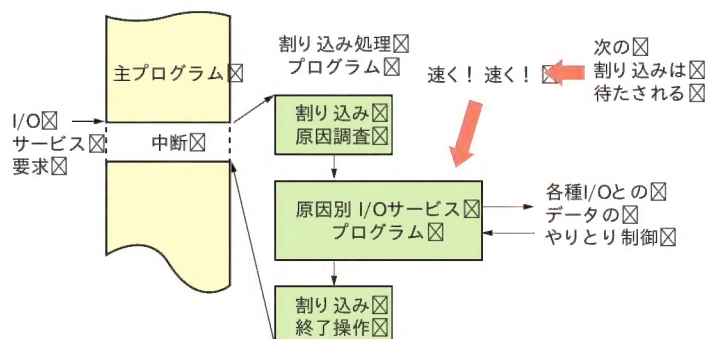 割り込み処理☒
プログラム☒
主プログラム☒
速く！ 速く！☒
次の☒
割り込みは☒
待たされる☒
I/O☒
サービス☒
要求☒
中断☒
割り込み☒
原因調査☒
原因別 I/Oサービス☒
プログラム☒
各種I/Oとの☒
データの☒
やりとり制御☒
割り込み☒
終了操作☒